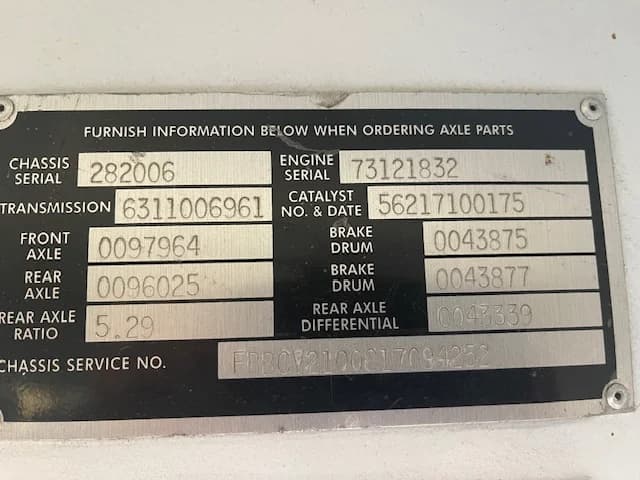 FURNISH INFORMATION BELOW WHEN ORDERING AXLE PARTS
CHASSIS SERIAL 282006 ENGINE SERIAL 73121832
TRANSMISSION 6311006961 CATALYST NO. & DATE 56217100175
FRONT AXLE 0097964 BRAKE DRUM 0043875
REAR AXLE 0096025 BRAKE DRUM 0043877
REAR AXLE RATIO 5.29 REAR AXLE DIFFERENTIAL 0043339
CHASSIS SERVICE NO.